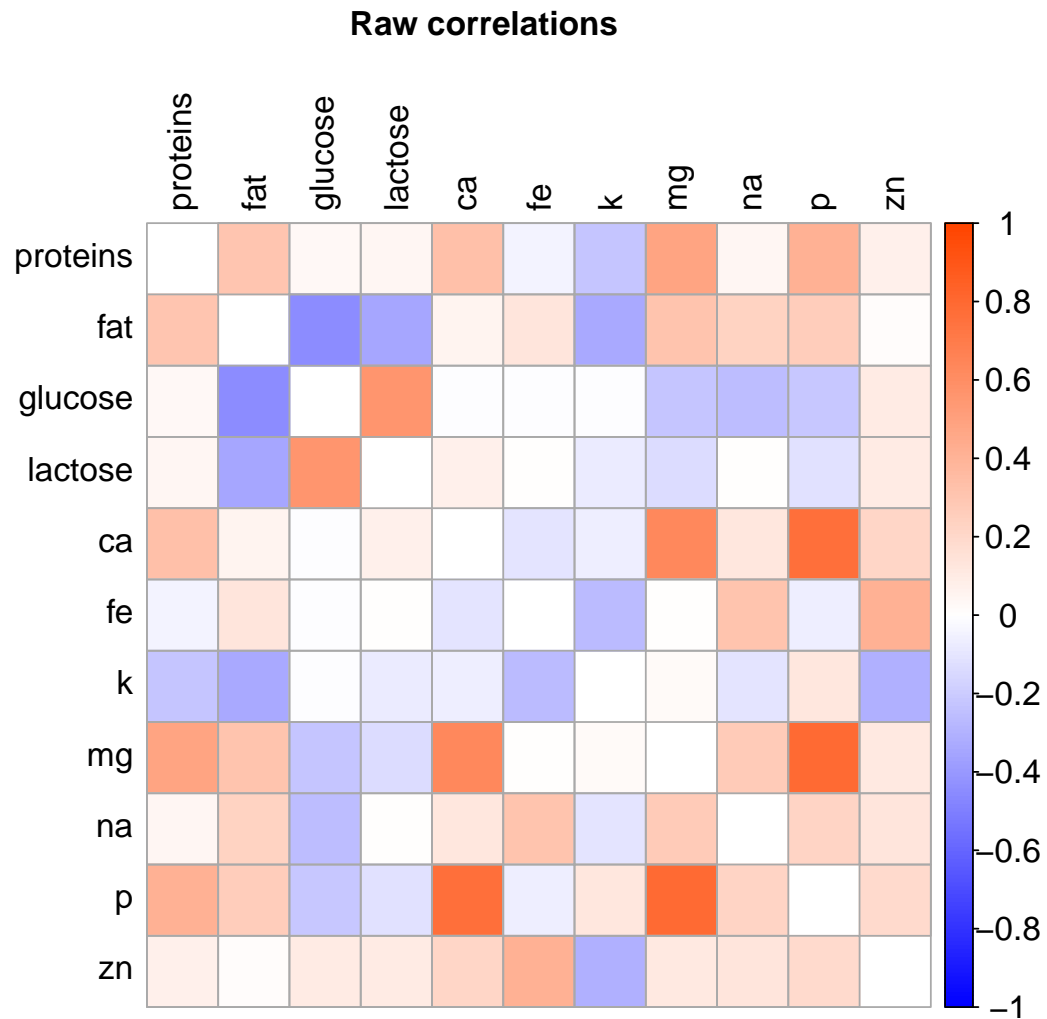 Raw correlations
proteins
fat
glucose
lactose
ca
fe
k
mg
na
p
zn
proteins
fat
glucose
lactose
ca
fe
k
mg
na
p
zn
1
0.8
0.6
0.4
0.2
0
−0.2
−0.4
−0.6
−0.8
−1